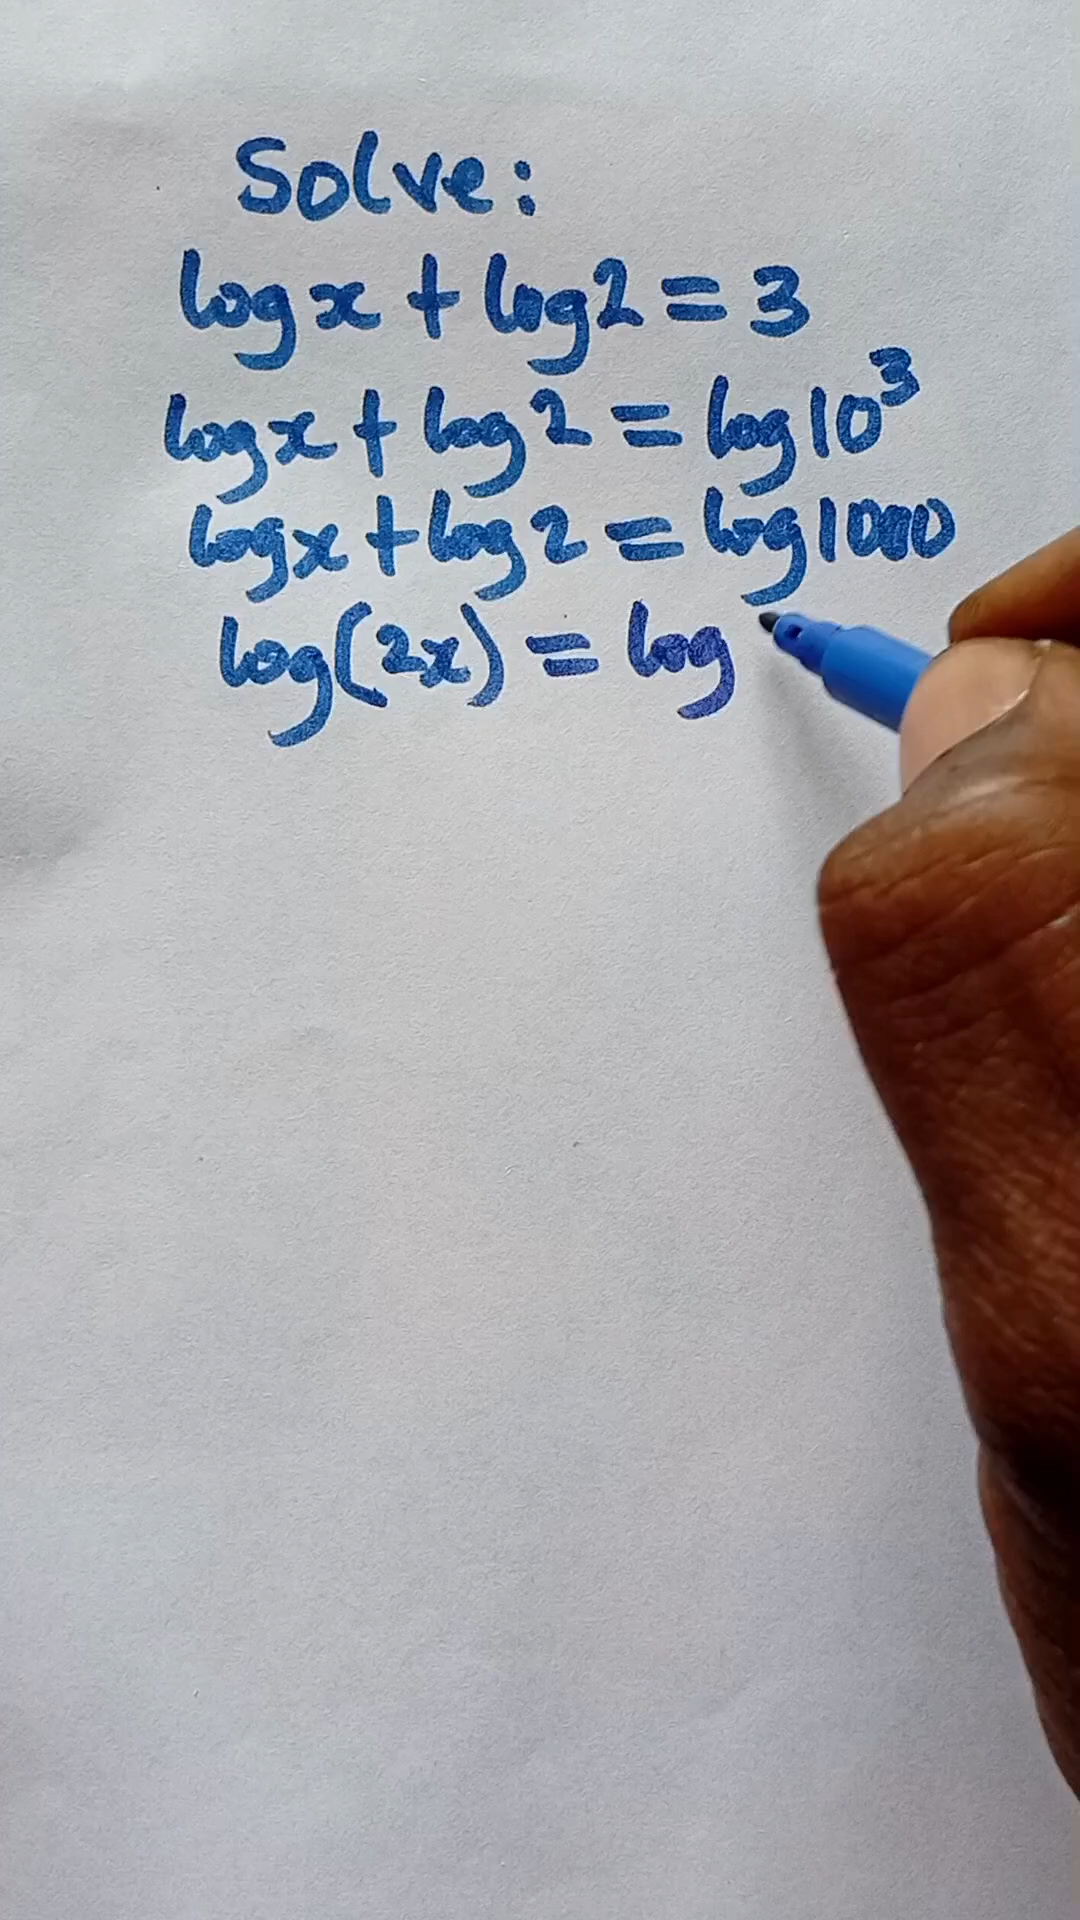 Solve:
log x + log 2 = 3
log x + log 2 = log 10³
log x + log 2 = log 1000
log (2x) = log